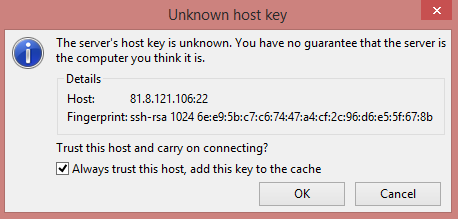 Unknown host key
The server's host key is unknown. You have no guarantee that the server is
the computer you think it is.
Details
Host: 81.8.121.106:22
Fingerprint: ssh-rsa 1024 6e:e9:5b:c7:c6:74:47:a4:cf:2c:96:d6:e5:5f:67:8b
Trust this host and carry on connecting?
Always trust this host, add this key to the cache
OK Cancel